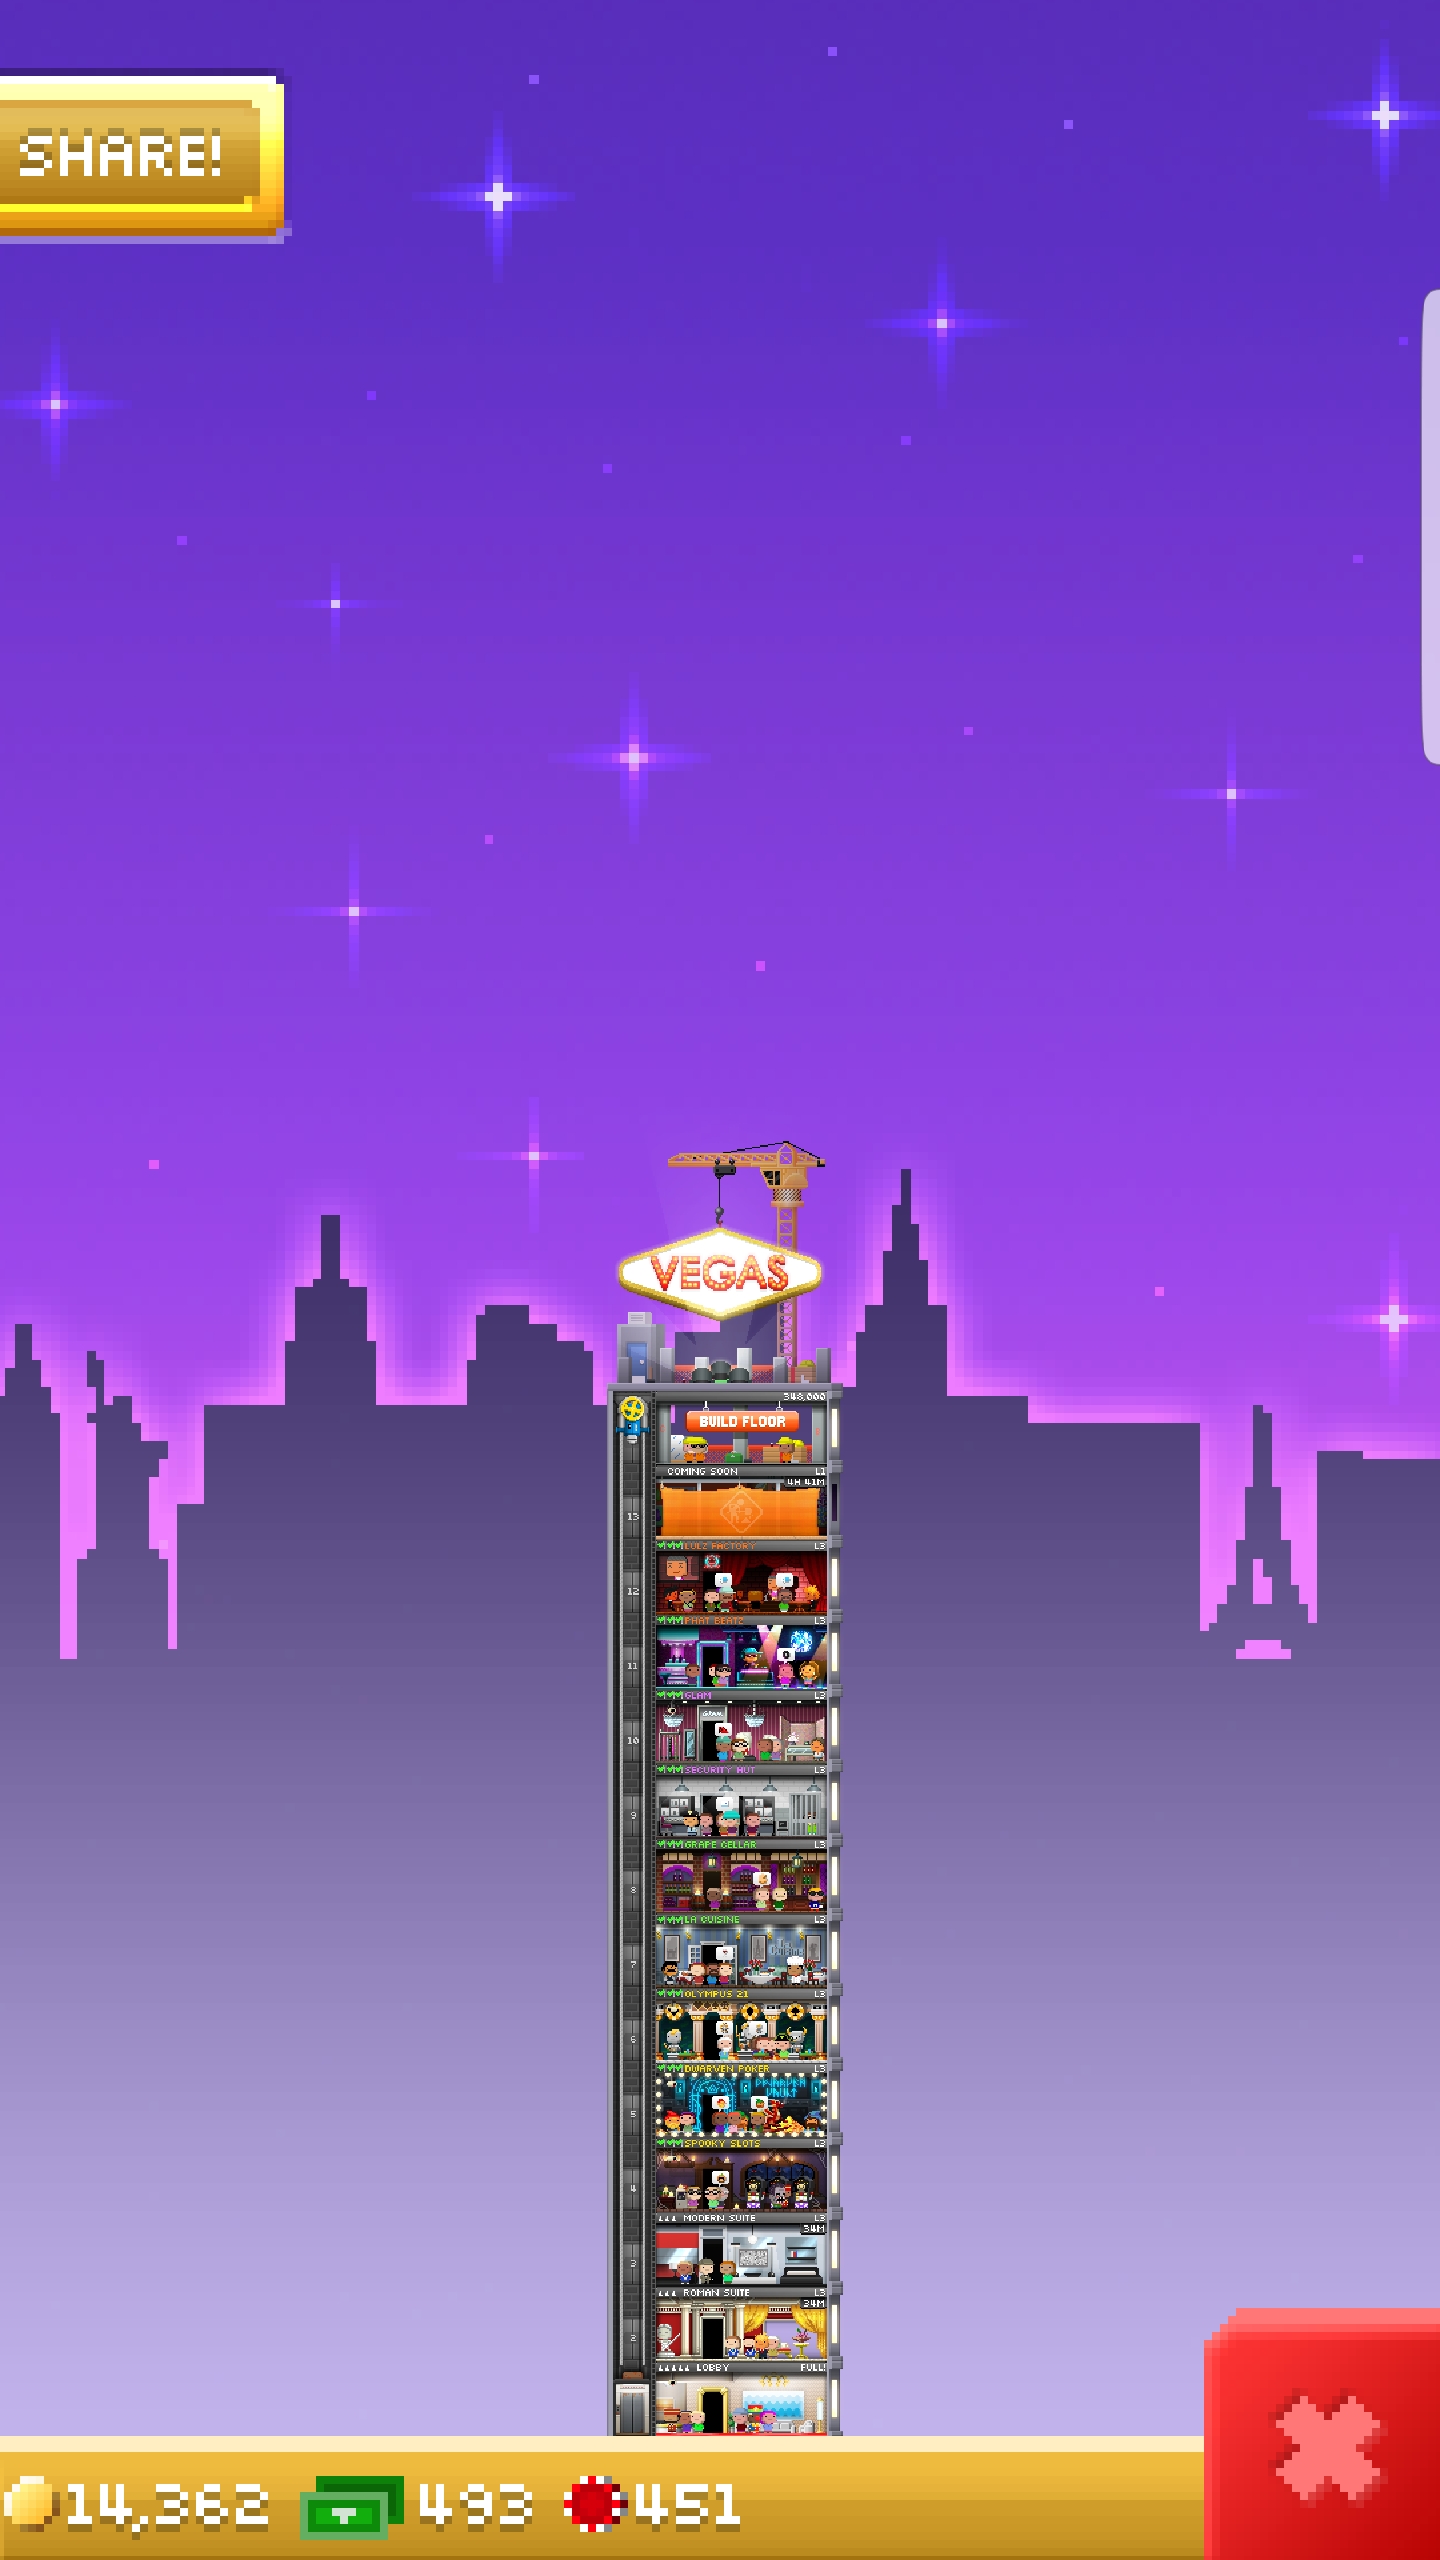 SHARE!
VEGAS
348,000
BUILD FLOOR
COMING SOON L1
4H 41M
13
LULZ FACTORY L3
12
PHAT BEATZ L3
11
GLAM L3
GLAM
10
SECURITY HUT L3
9
GRAPE CELLAR L3
8
LA CUISINE L3
7
OLYMPUS 21 L3
6
DWARVEN POKER L3
5
SPOOKY SLOTS L3
4
MODERN SUITE L3
34M
3
ROMAN SUITE L3
34M
2
LOBBY FULL!
14,362 493 451